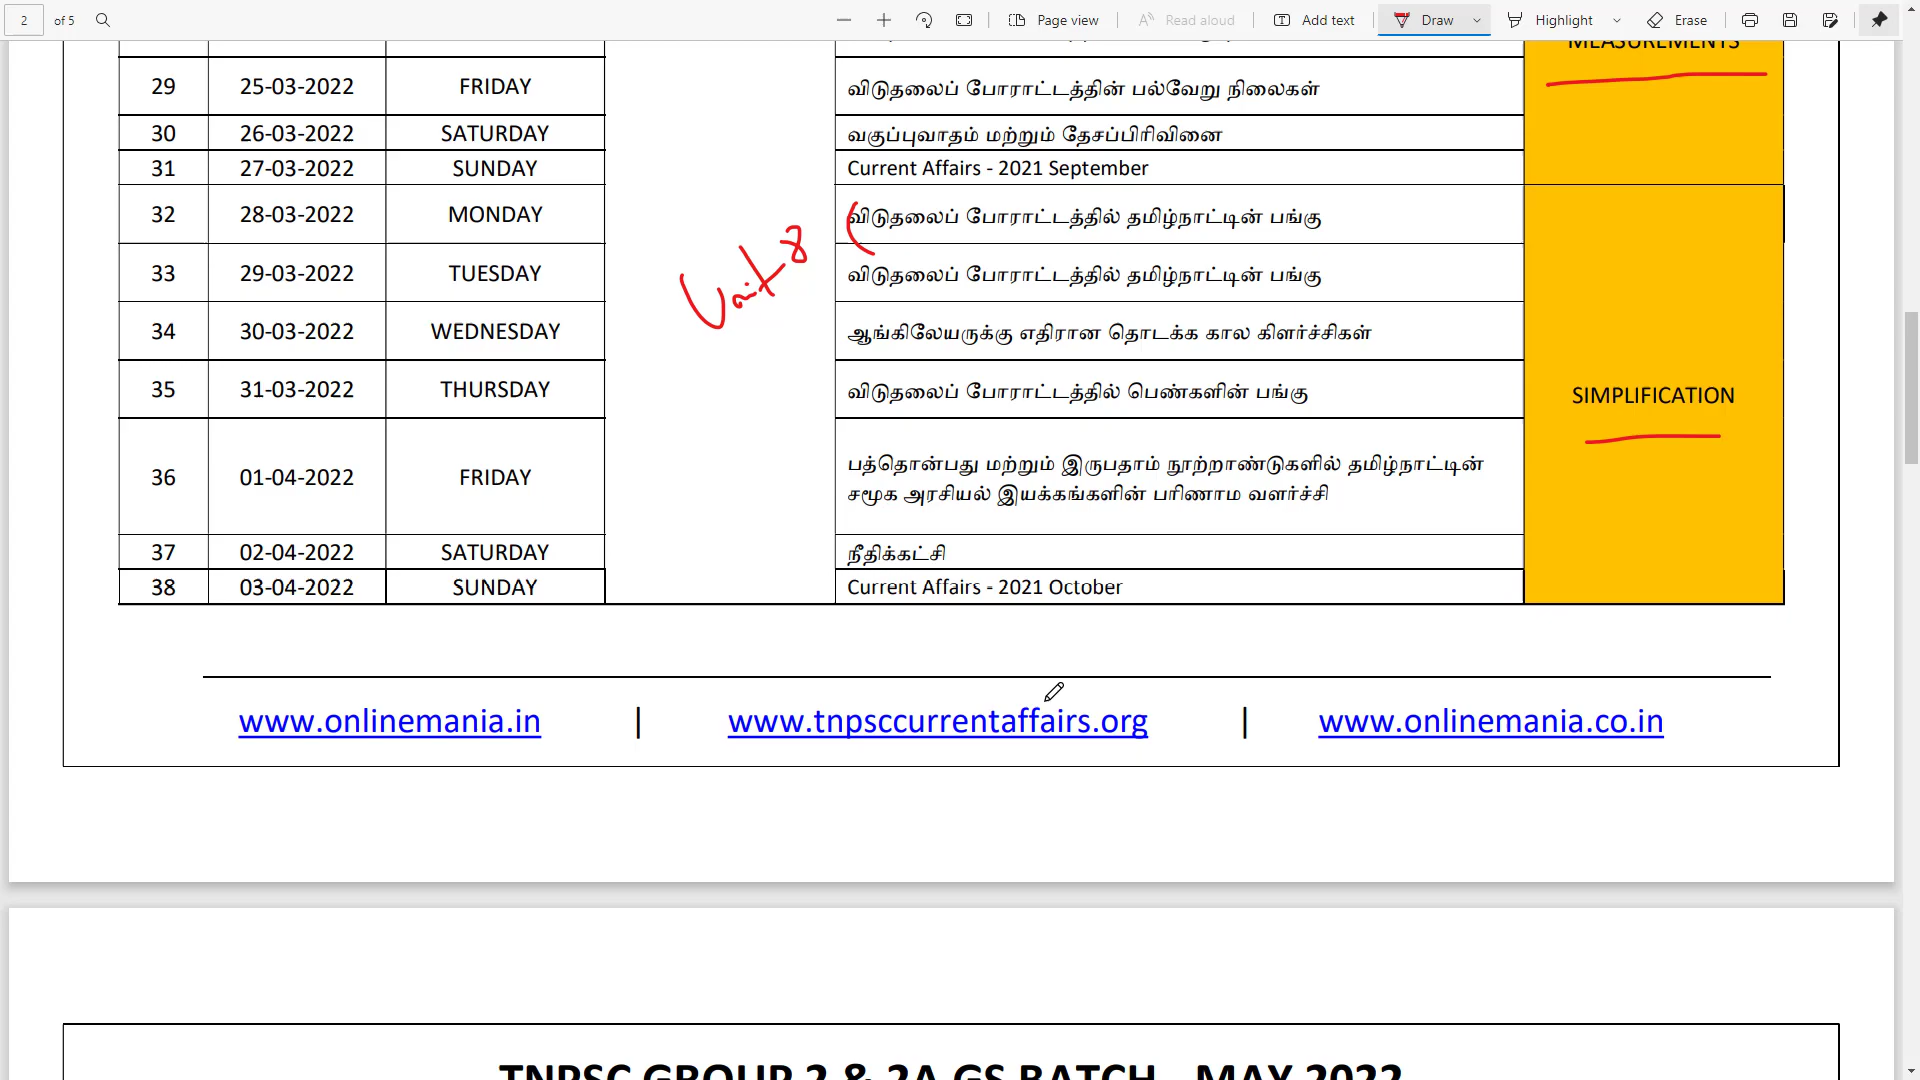 2 of 5 Page view Read aloud Add text Draw Highlight Erase
MEASUREMENTS
29 25-03-2022 FRIDAY விடுதலைப் போராட்டத்தின் பல்வேறு நிலைகள்
30 26-03-2022 SATURDAY வகுப்புவாதம் மற்றும் தேசப்பிரிவினை
31 27-03-2022 SUNDAY Current Affairs - 2021 September
32 28-03-2022 MONDAY விடுதலைப் போராட்டத்தில் தமிழ்நாட்டின் பங்கு
Unit 8
33 29-03-2022 TUESDAY விடுதலைப் போராட்டத்தில் தமிழ்நாட்டின் பங்கு
34 30-03-2022 WEDNESDAY ஆங்கிலேயருக்கு எதிரான தொடக்க கால கிளர்ச்சிகள்
35 31-03-2022 THURSDAY விடுதலைப் போராட்டத்தில் பெண்களின் பங்கு SIMPLIFICATION
36 01-04-2022 FRIDAY பத்தொன்பது மற்றும் இருபதாம் நூற்றாண்டுகளில் தமிழ்நாட்டின்
சமூக அரசியல் இயக்கங்களின் பரிணாம வளர்ச்சி
37 02-04-2022 SATURDAY நீதிக்கட்சி
38 03-04-2022 SUNDAY Current Affairs - 2021 October
www.onlinemania.in | www.tnpsccurrentaffairs.org | www.onlinemania.co.in
TNPSC GROUP 2 & 2A GS BATCH - MAY 2022